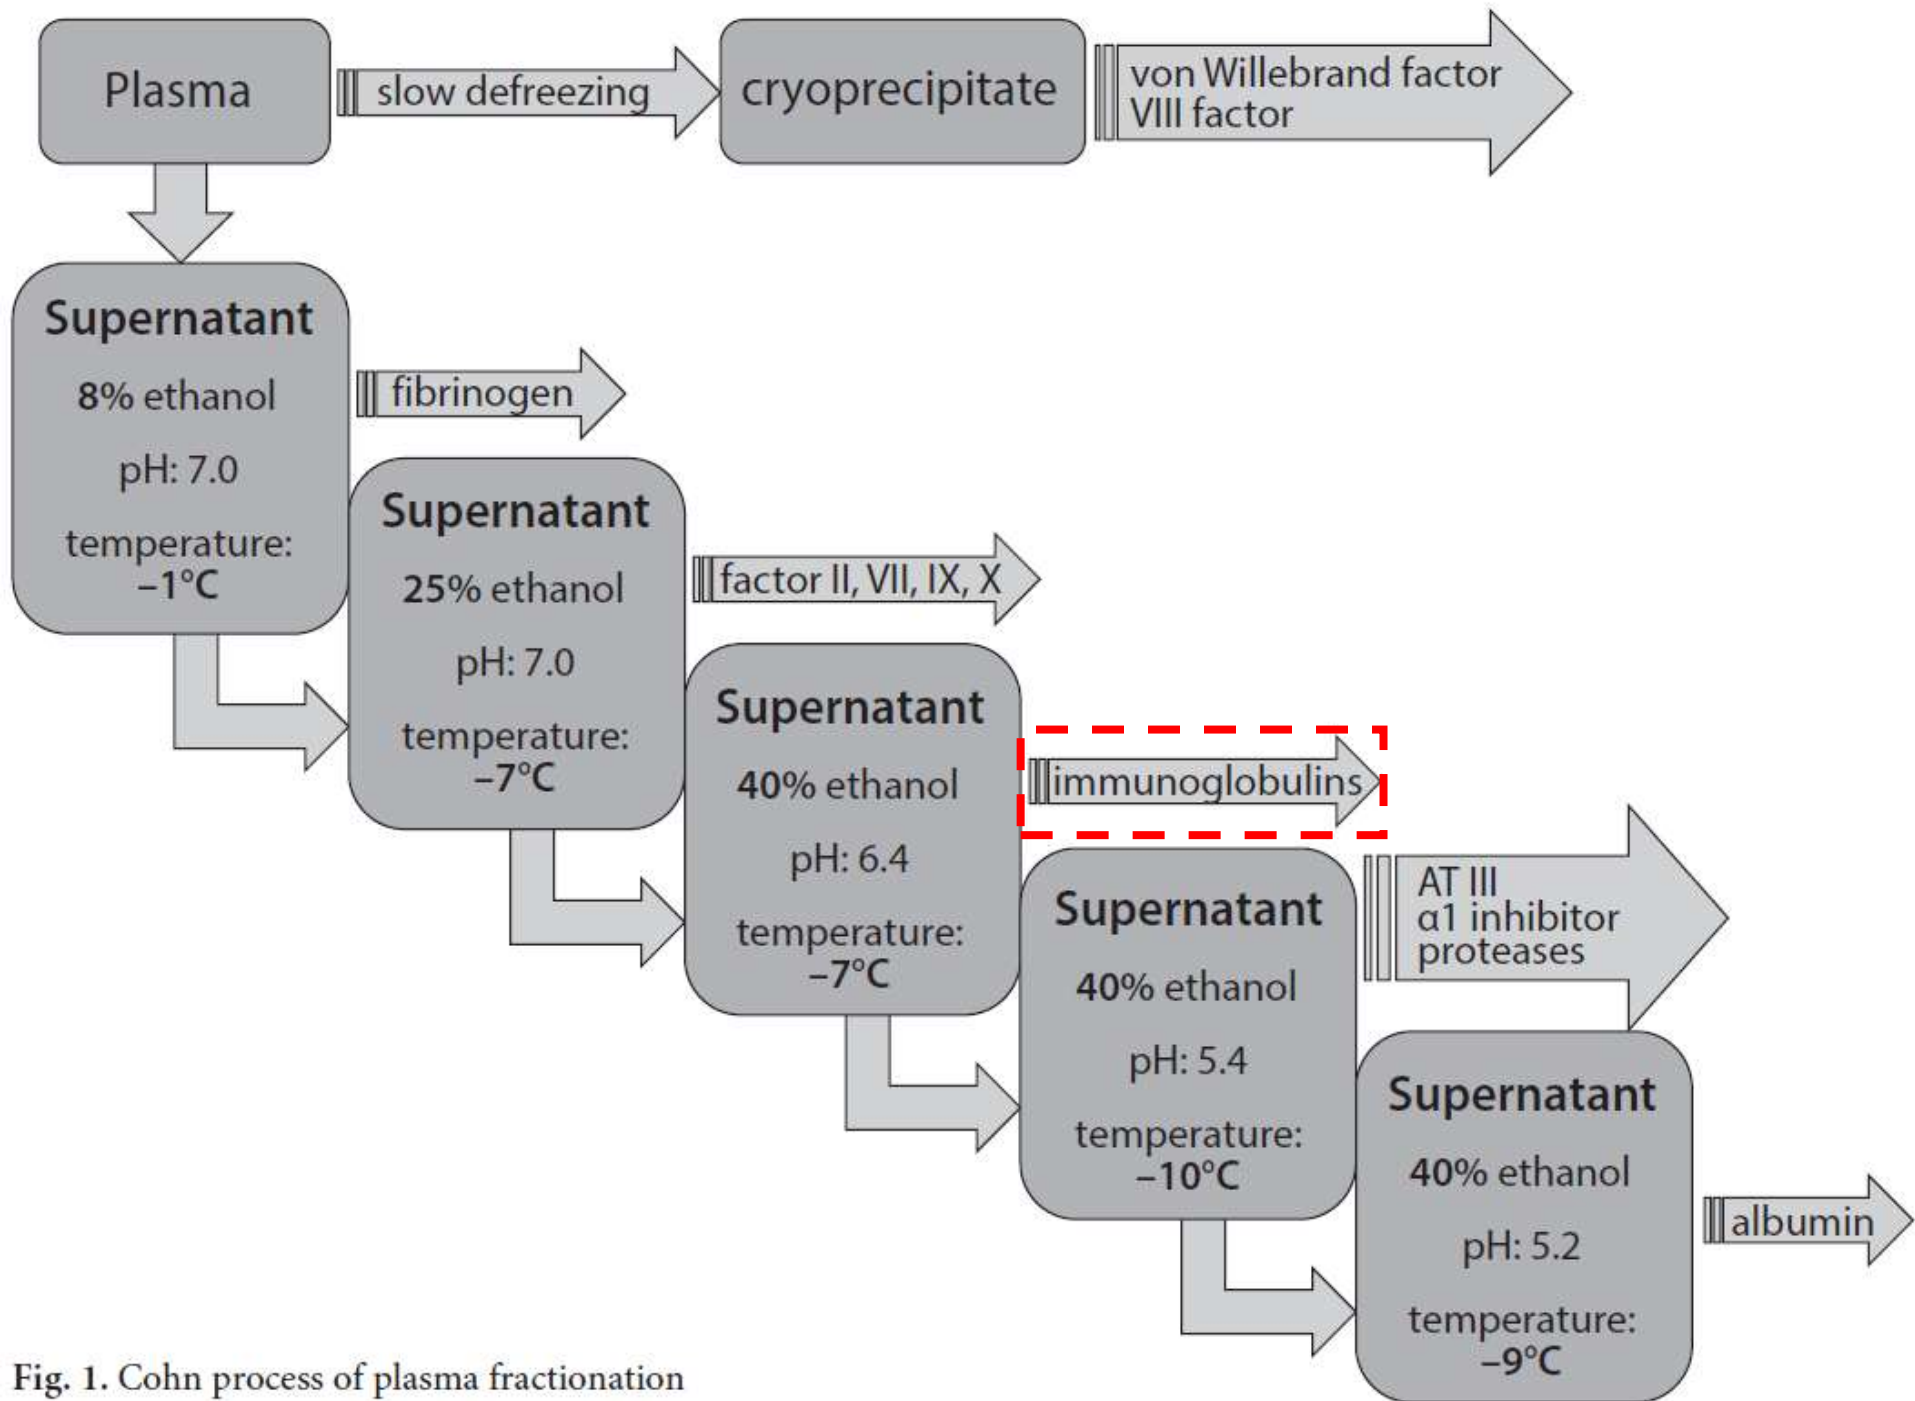 Plasma
slow defreezing
cryoprecipitate
von Willebrand factor
VIII factor
Supernatant
8% ethanol
pH: 7.0
temperature:
–1°C
fibrinogen
Supernatant
25% ethanol
pH: 7.0
temperature:
–7°C
factor II, VII, IX, X
Supernatant
40% ethanol
pH: 6.4
temperature:
–7°C
immunoglobulins
Supernatant
40% ethanol
pH: 5.4
temperature:
–10°C
AT III
α1 inhibitor
proteases
Supernatant
40% ethanol
pH: 5.2
temperature:
–9°C
albumin
Fig. 1. Cohn process of plasma fractionation